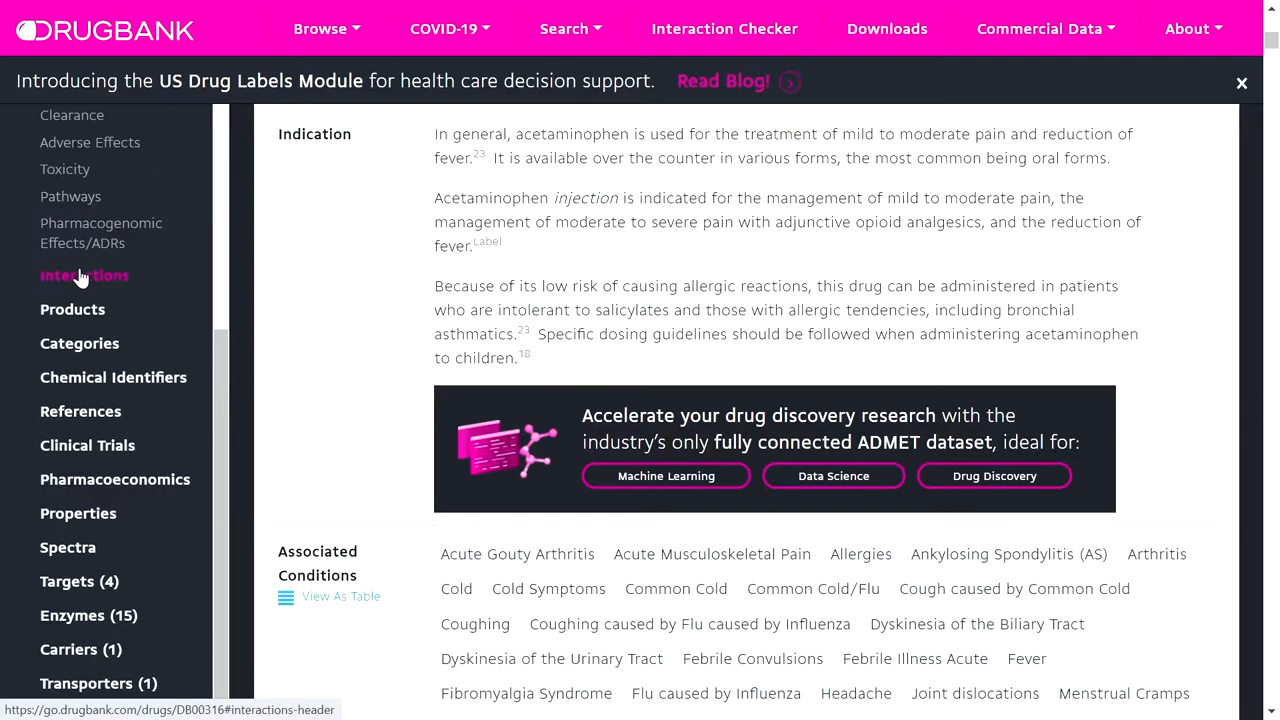 DRUGBANK
Browse COVID-19 Search Interaction Checker Downloads Commercial Data About
Introducing the US Drug Labels Module for health care decision support. Read Blog!
Clearance
Adverse Effects
Toxicity
Pathways
Pharmacogenomic
Effects/ADRs
Interactions
Products
Categories
Chemical Identifiers
References
Clinical Trials
Pharmacoeconomics
Properties
Spectra
Targets (4)
Enzymes (15)
Carriers (1)
Transporters (1)
https://go.drugbank.com/drugs/DB00316#interactions-header
Indication
In general, acetaminophen is used for the treatment of mild to moderate pain and reduction of
fever.23 It is available over the counter in various forms, the most common being oral forms.
Acetaminophen injection is indicated for the management of mild to moderate pain, the
management of moderate to severe pain with adjunctive opioid analgesics, and the reduction of
fever.Label
Because of its low risk of causing allergic reactions, this drug can be administered in patients
who are intolerant to salicylates and those with allergic tendencies, including bronchial
asthmatics.23 Specific dosing guidelines should be followed when administering acetaminophen
to children.18
Accelerate your drug discovery research with the
industry's only fully connected ADMET dataset, ideal for:
Machine Learning Data Science Drug Discovery
Associated
Conditions
View As Table
Acute Gouty Arthritis Acute Musculoskeletal Pain Allergies Ankylosing Spondylitis (AS) Arthritis
Cold Cold Symptoms Common Cold Common Cold/Flu Cough caused by Common Cold
Coughing Coughing caused by Flu caused by Influenza Dyskinesia of the Biliary Tract
Dyskinesia of the Urinary Tract Febrile Convulsions Febrile Illness Acute Fever
Fibromyalgia Syndrome Flu caused by Influenza Headache Joint dislocations Menstrual Cramps